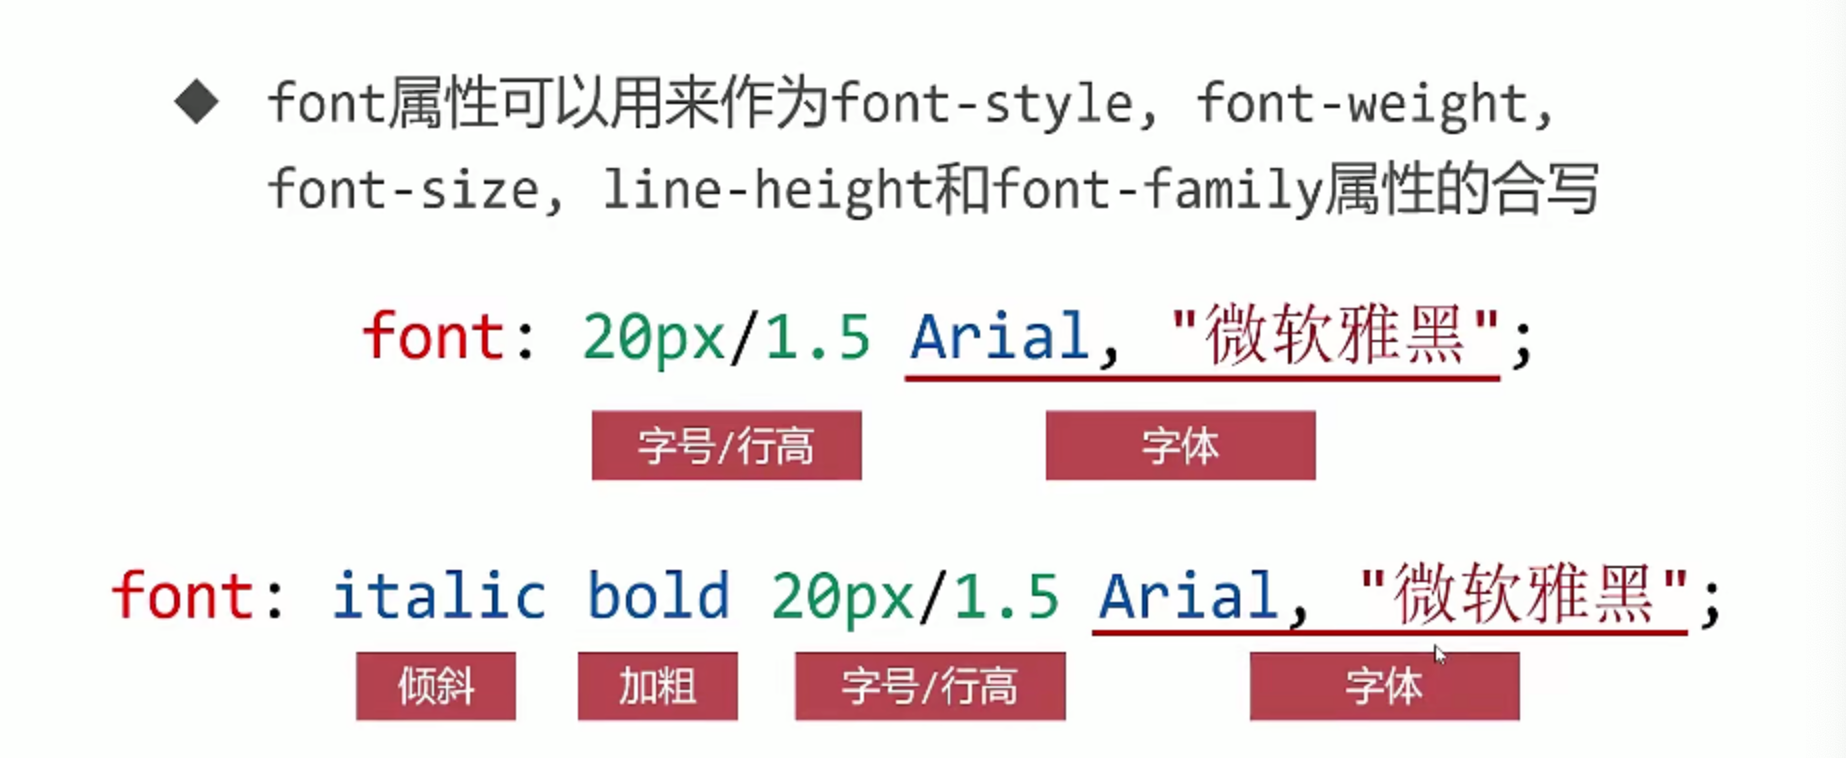 ◆ font属性可以用来作为font-style, font-weight,
font-size, line-height和font-family属性的合写
font: 20px/1.5 Arial, "微软雅黑";
字号/行高 字体
font: italic bold 20px/1.5 Arial, "微软雅黑";
倾斜 加粗 字号/行高 字体